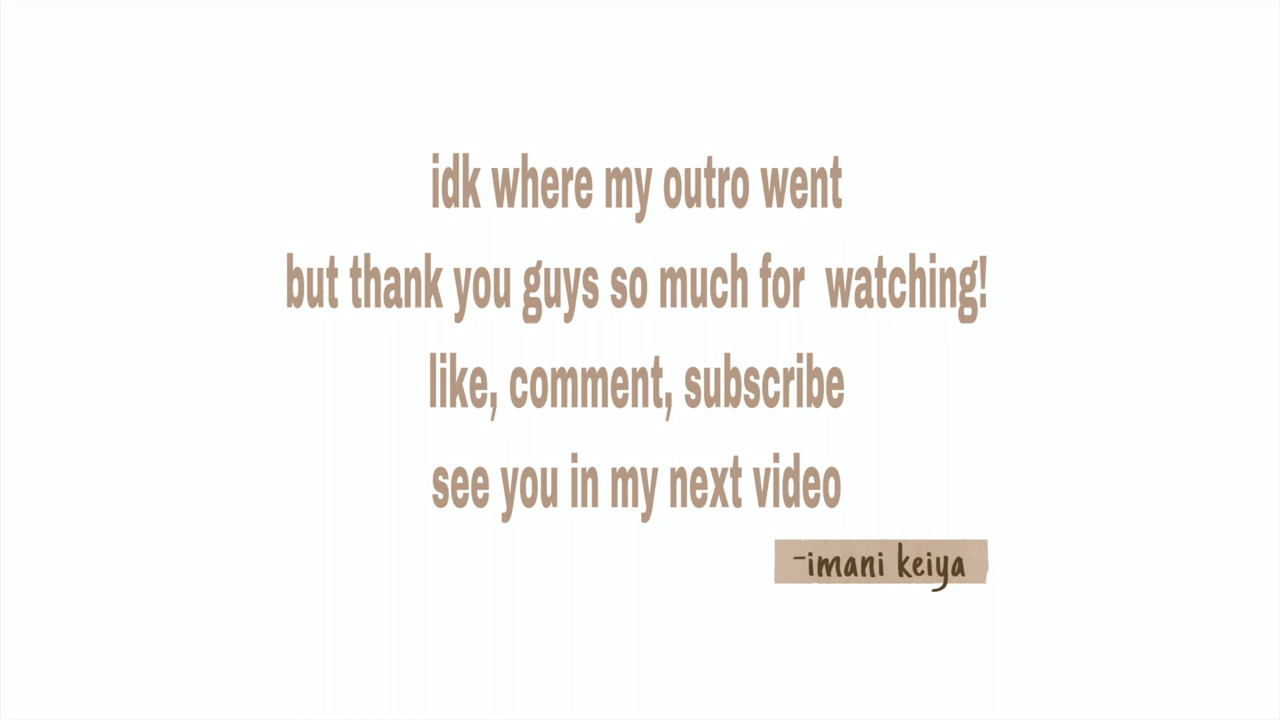 idk where my outro went
but thank you guys so much for  watching!
like, comment, subscribe
see you in my next video
-imani keiya